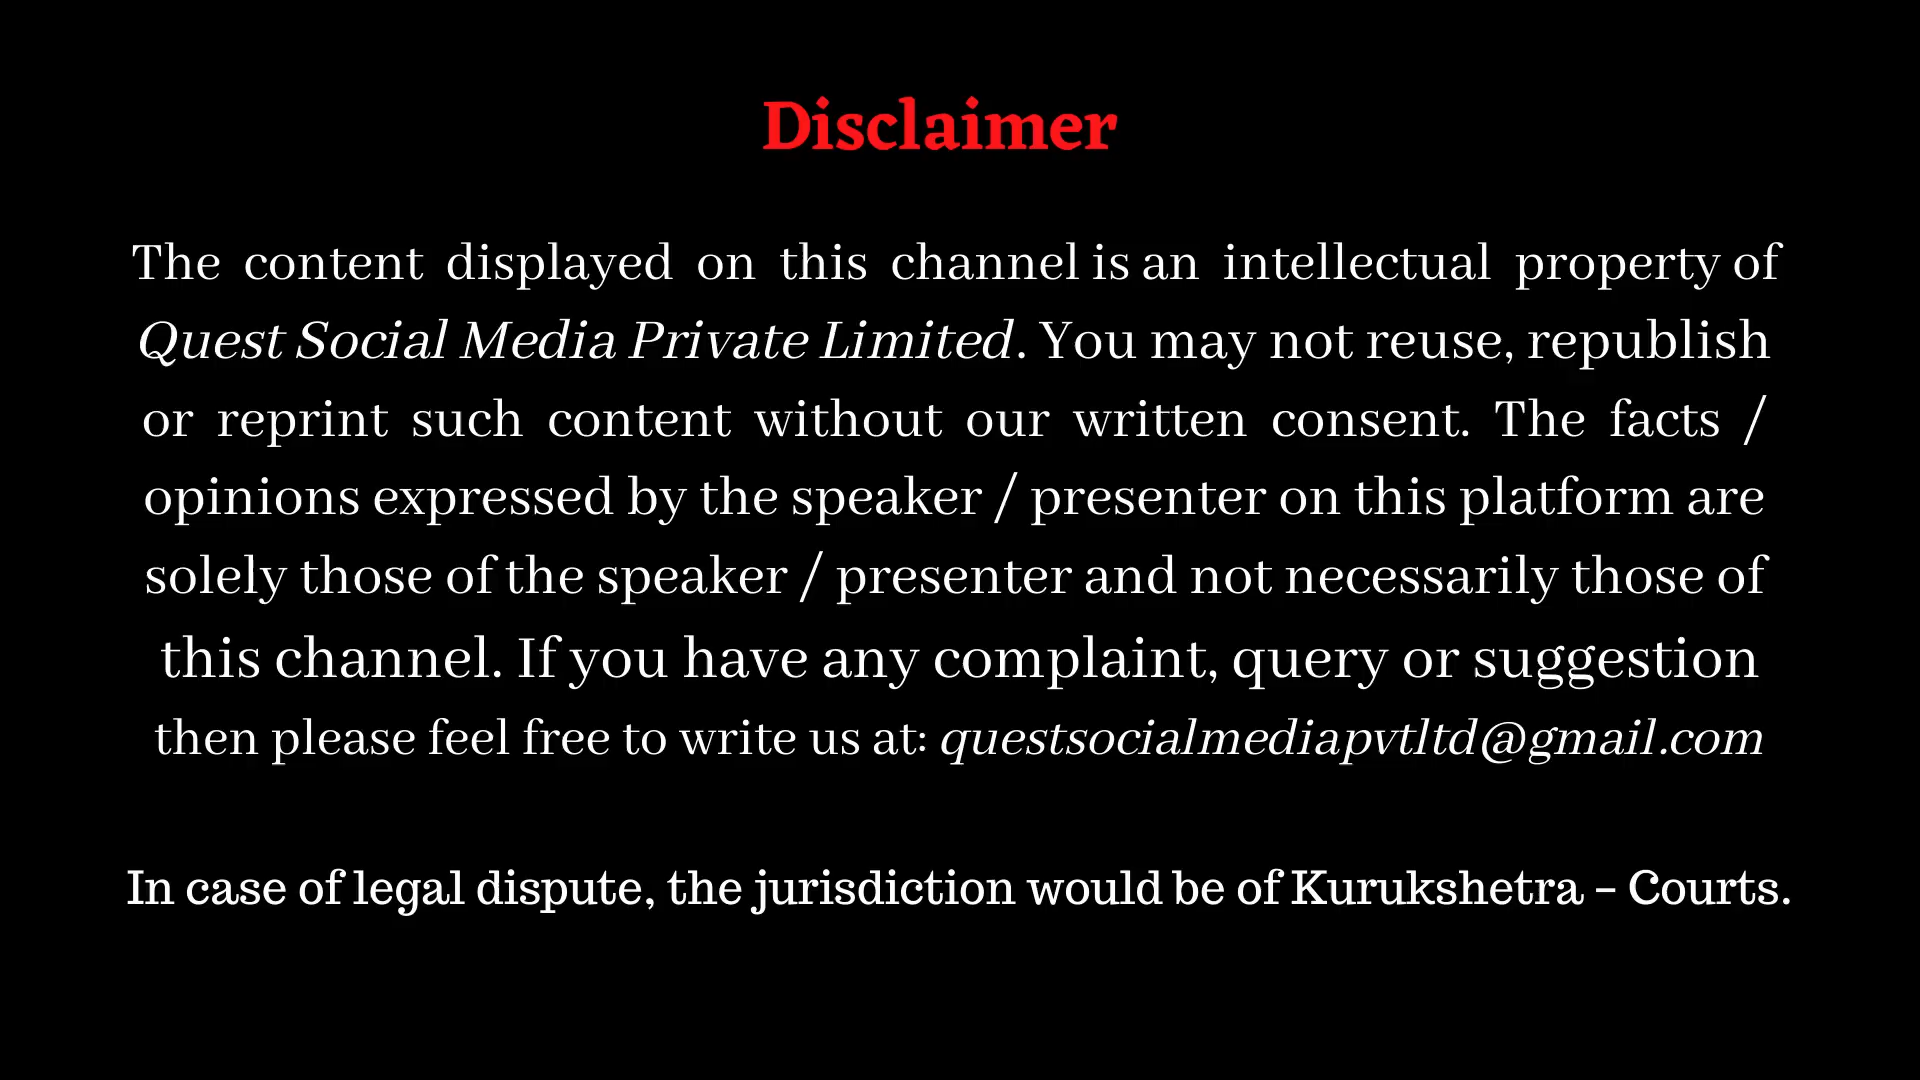 Disclaimer
The content displayed on this channel is an intellectual property of
Quest Social Media Private Limited. You may not reuse, republish
or reprint such content without our written consent. The facts /
opinions expressed by the speaker / presenter on this platform are
solely those of the speaker / presenter and not necessarily those of
this channel. If you have any complaint, query or suggestion
then please feel free to write us at: questsocialmediapvtltd@gmail.com
In case of legal dispute, the jurisdiction would be of Kurukshetra – Courts.